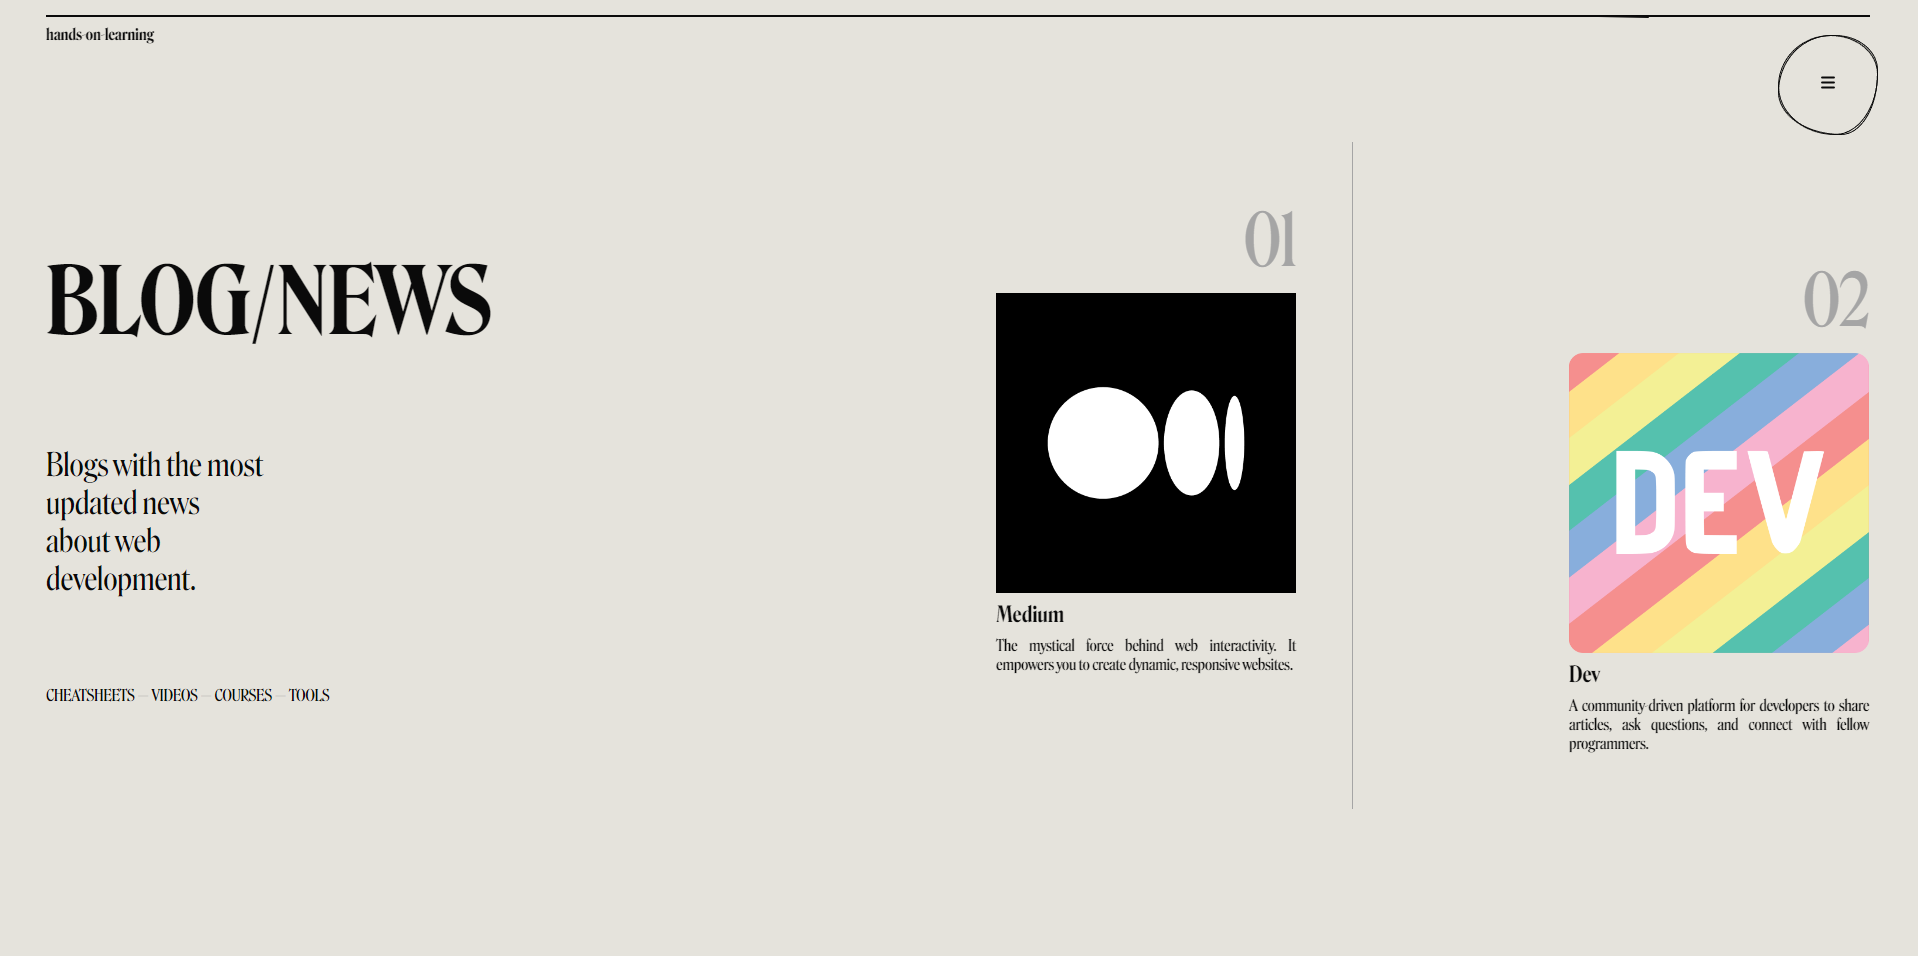 hands-on-learning
BLOG/NEWS
Blogs with the most
updated news
about web
development.
CHEATSHEETS — VIDEOS — COURSES — TOOLS
01
Medium
The mystical force behind web interactivity. It
empowers you to create dynamic, responsive websites.
02
DEV
Dev
A community-driven platform for developers to share
articles, ask questions, and connect with fellow
programmers.